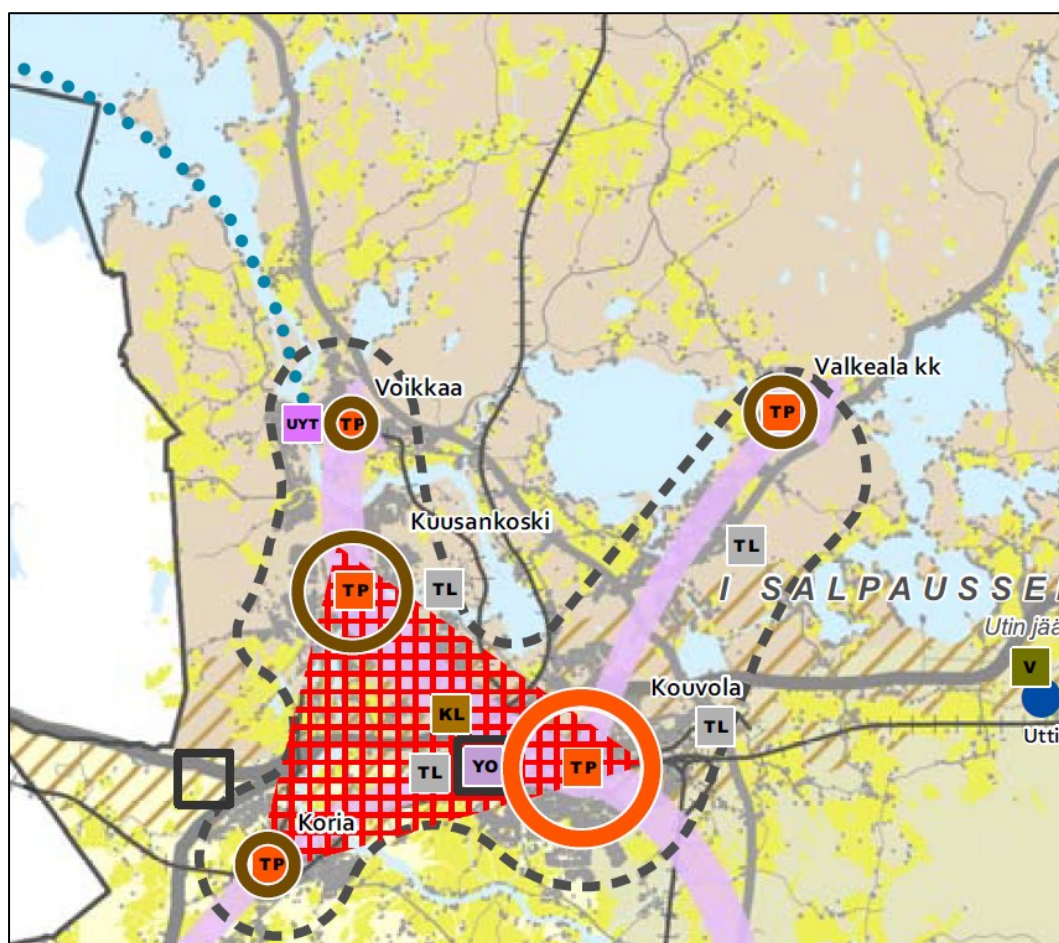 Valkeala kk
Voikkaa
TP
UYT
TP
Kuusankoski
TL
TP
TL
I SALPAUSSE
Utin jää
V
Kouvola
KL
TL
Utti
TL
YO
TP
Koria
TP